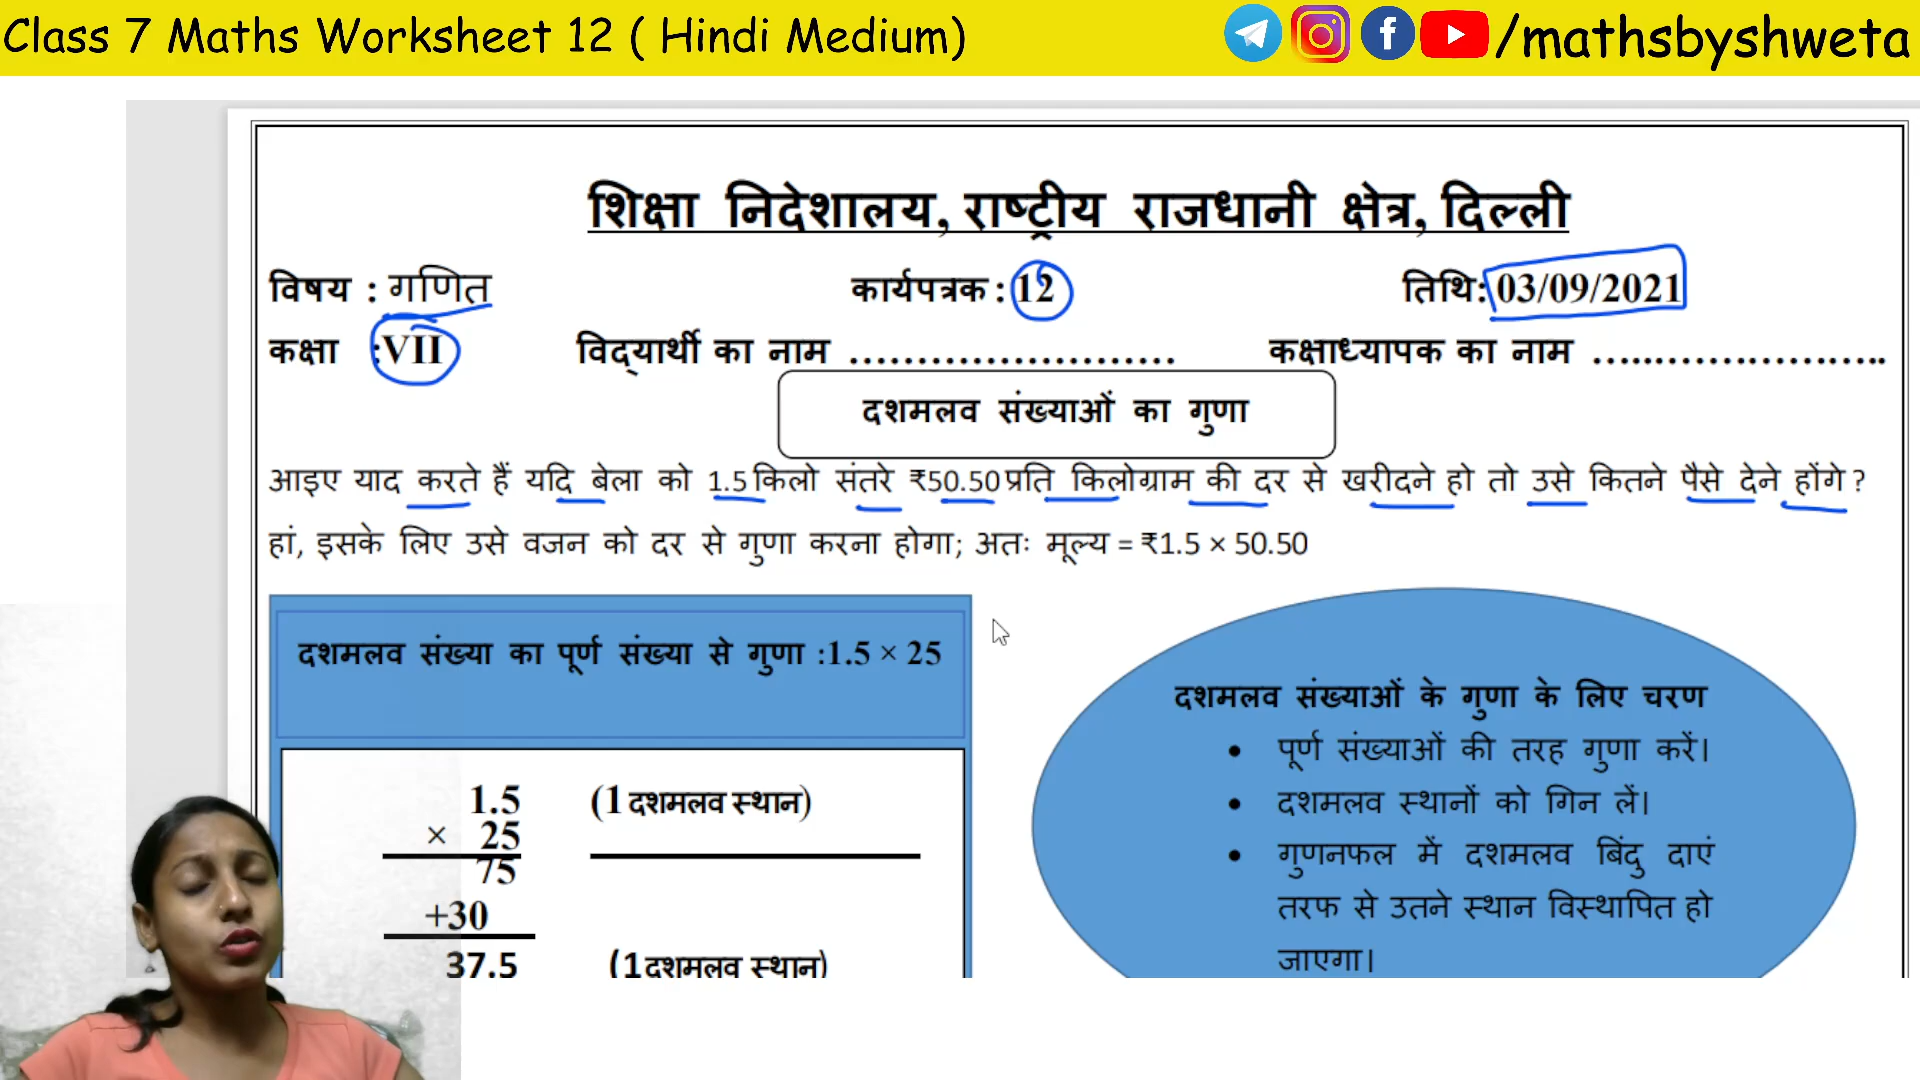 Class 7 Maths Worksheet 12 ( Hindi Medium)
/mathsbyshweta
शिक्षा निदेशालय, राष्ट्रीय राजधानी क्षेत्र, दिल्ली
विषय : गणित कार्यपत्रक : 12 तिथि: 03/09/2021
कक्षा :VII विद्यार्थी का नाम ........................ कक्षाध्यापक का नाम ......................
दशमलव संख्याओं का गुणा
आइए याद करते हैं यदि बेला को 1.5 किलो संतरे ₹50.50 प्रति किलोग्राम की दर से खरीदने हो तो उसे कितने पैसे देने होंगे ?
हां, इसके लिए उसे वजन को दर से गुणा करना होगा; अतः मूल्य = ₹1.5 × 50.50
दशमलव संख्या का पूर्ण संख्या से गुणा :1.5 × 25
1.5 (1 दशमलव स्थान)
× 25
75
+30
37.5 (1दशमलव स्थान)
दशमलव संख्याओं के गुणा के लिए चरण
• पूर्ण संख्याओं की तरह गुणा करें।
• दशमलव स्थानों को गिन लें।
• गुणनफल में दशमलव बिंदु दाएं
तरफ से उतने स्थान विस्थापित हो
जाएगा।